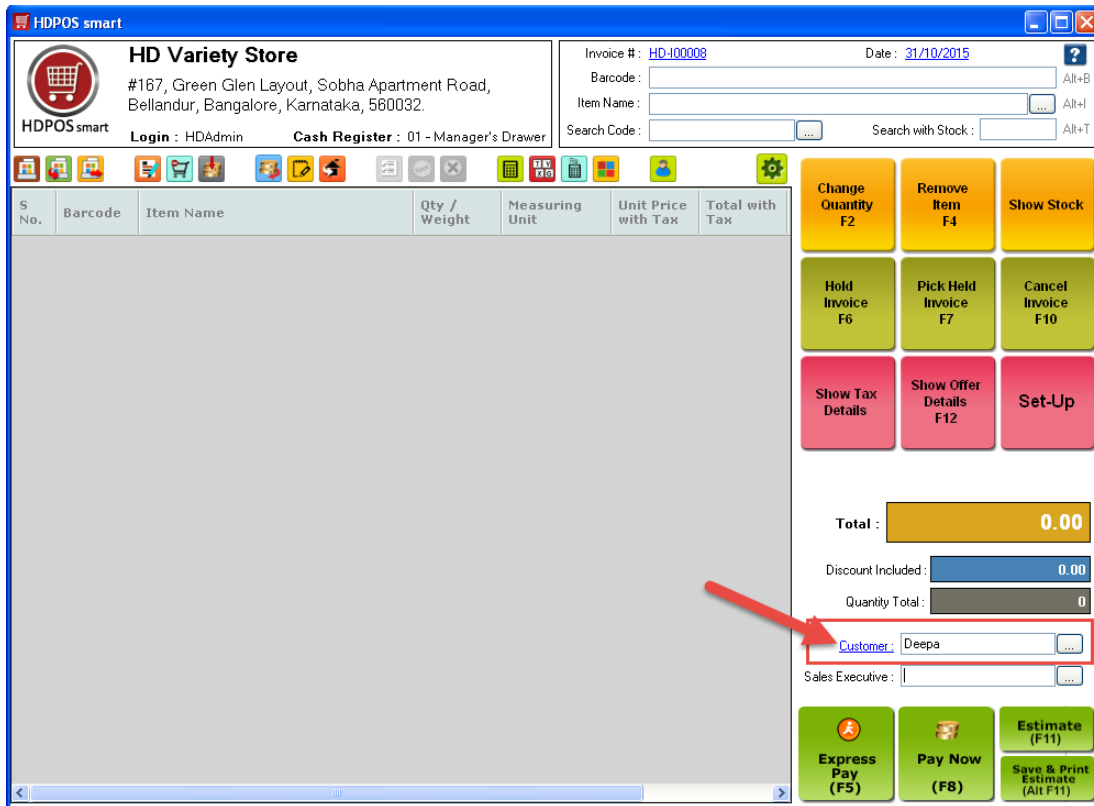 HDPOS smart
HD Variety Store
#167, Green Glen Layout, Sobha Apartment Road,
Bellandur, Bangalore, Karnataka, 560032.
HDPOS smart
Login : HDAdmin Cash Register : 01 - Manager's Drawer
Invoice # : HD-I00008 Date : 31/10/2015 ?
Barcode : Alt+B
Item Name : ... Alt+I
Search Code : ... Search with Stock : Alt+T
S No. Barcode Item Name Qty / Weight Measuring Unit Unit Price with Tax Total with Tax
Change
Quantity
F2
Remove
Item
F4
Show Stock
Hold
Invoice
F6
Pick Held
Invoice
F7
Cancel
Invoice
F10
Show Tax
Details
Show Offer
Details
F12
Set-Up
Total : 0.00
Discount Included : 0.00
Quantity Total : 0
Customer : Deepa ...
Sales Executive : ...
Express
Pay
(F5)
Pay Now
(F8)
Estimate
(F11)
Save & Print
Estimate
(Alt F11)